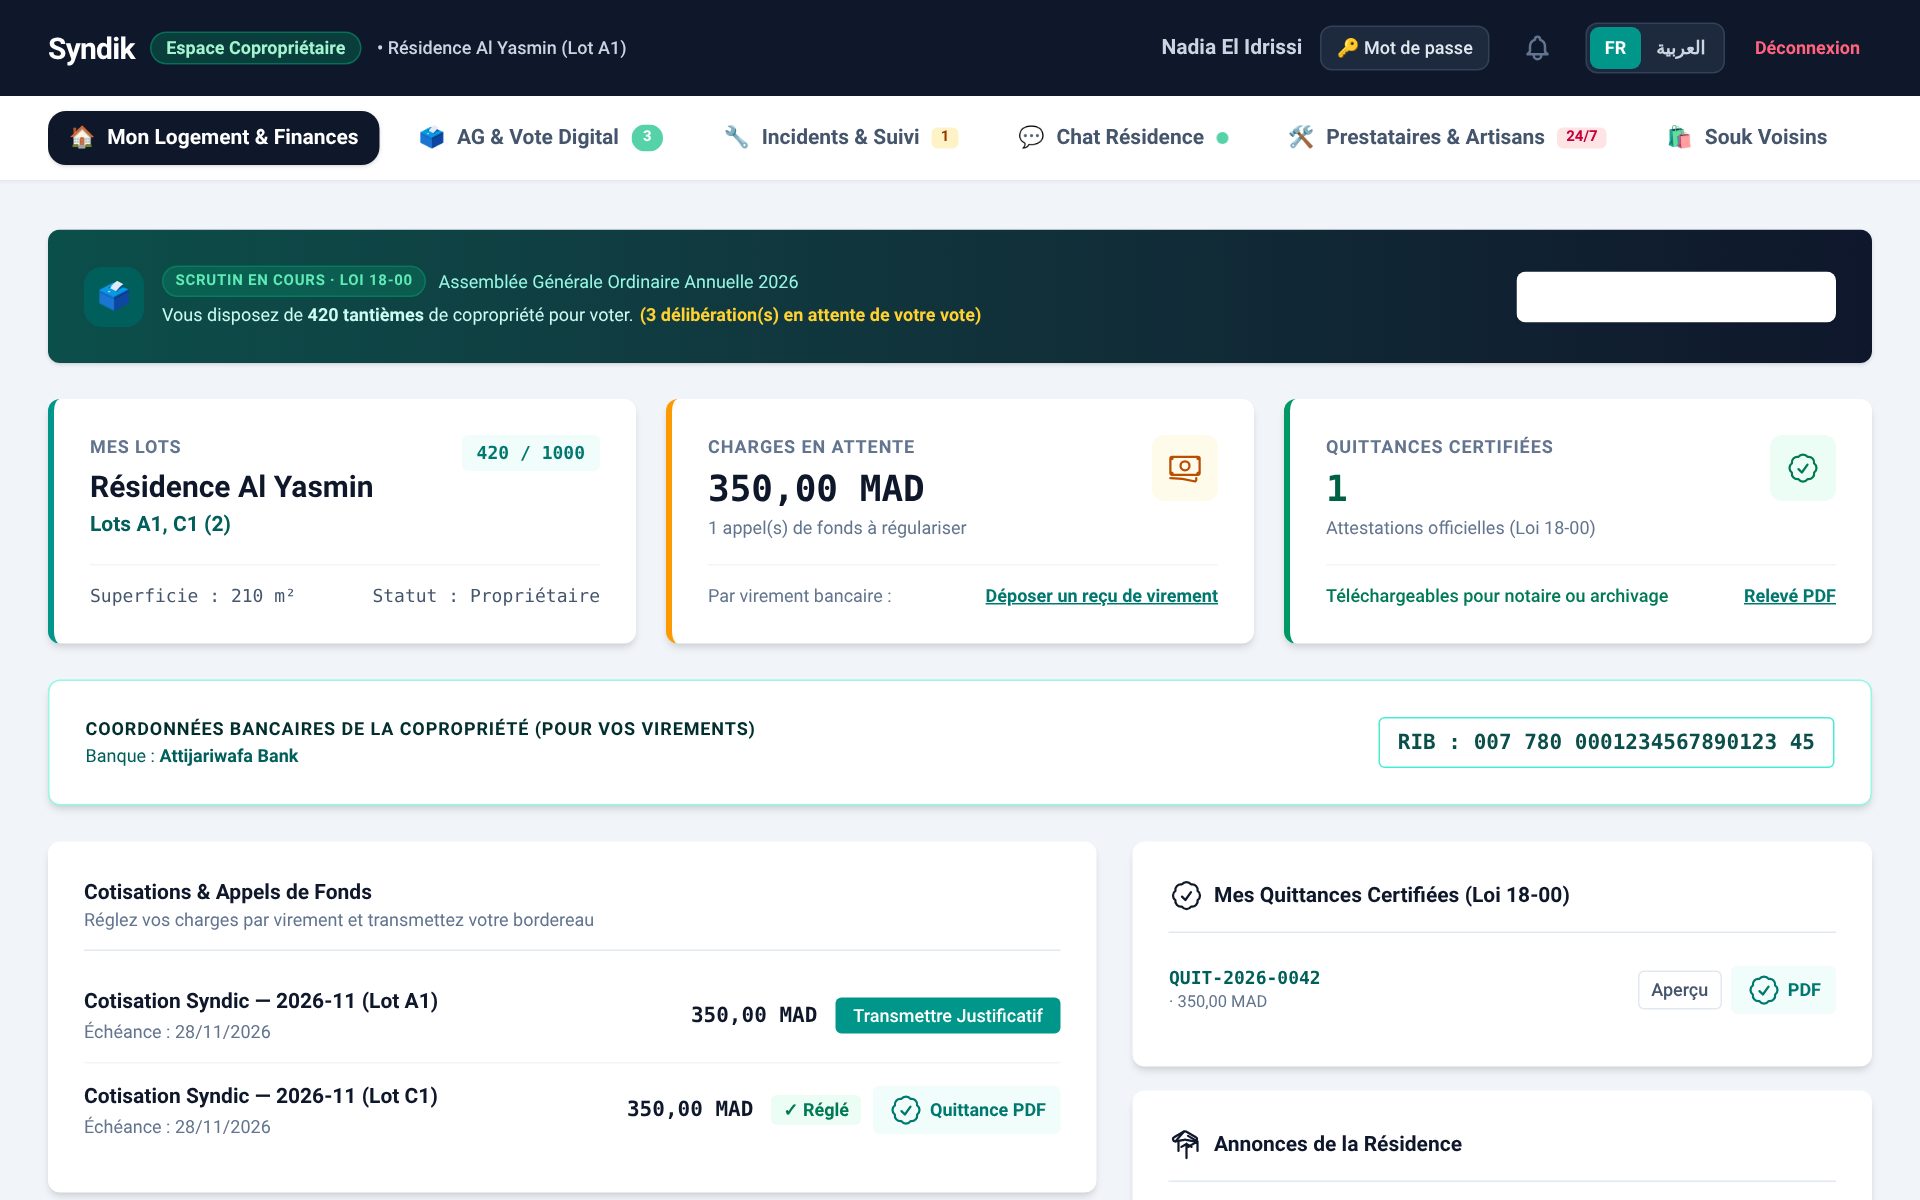 Syndik
Espace Copropriétaire
• Résidence Al Yasmin (Lot A1)
Nadia El Idrissi
🔑 Mot de passe
FR
العربية
Déconnexion
🏠 Mon Logement & Finances
🗳️ AG & Vote Digital 3
🔧 Incidents & Suivi 1
💬 Chat Résidence
🛠️ Prestataires & Artisans 24/7
🛍️ Souk Voisins
SCRUTIN EN COURS · LOI 18-00 Assemblée Générale Ordinaire Annuelle 2026
Vous disposez de 420 tantièmes de copropriété pour voter. (3 délibération(s) en attente de votre vote)
MES LOTS
420 / 1000
Résidence Al Yasmin
Lots A1, C1 (2)
Superficie : 210 m²
Statut : Propriétaire
CHARGES EN ATTENTE
350,00 MAD
1 appel(s) de fonds à régulariser
Par virement bancaire :
Déposer un reçu de virement
QUITTANCES CERTIFIÉES
1
Attestations officielles (Loi 18-00)
Téléchargeables pour notaire ou archivage
Relevé PDF
COORDONNÉES BANCAIRES DE LA COPROPRIÉTÉ (POUR VOS VIREMENTS)
Banque : Attijariwafa Bank
RIB : 007 780 0001234567890123 45
Cotisations & Appels de Fonds
Réglez vos charges par virement et transmettez votre bordereau
Cotisation Syndic — 2026-11 (Lot A1)
Échéance : 28/11/2026
350,00 MAD
Transmettre Justificatif
Cotisation Syndic — 2026-11 (Lot C1)
Échéance : 28/11/2026
350,00 MAD
✓ Réglé
Quittance PDF
Mes Quittances Certifiées (Loi 18-00)
QUIT-2026-0042
· 350,00 MAD
Aperçu
PDF
Annonces de la Résidence